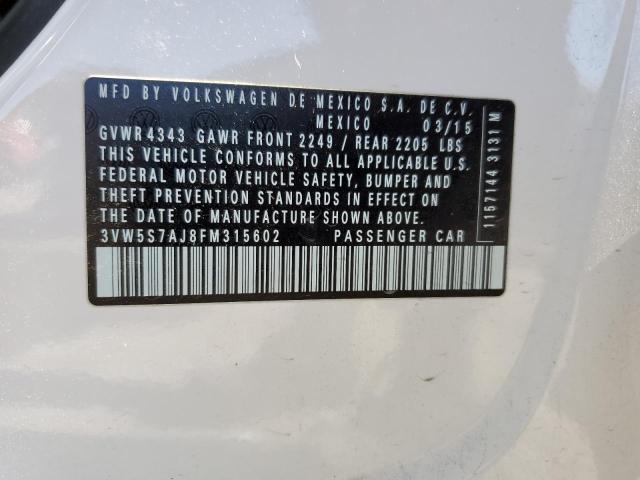 MFD BY VOLKSWAGEN DE MEXICO S.A. DE C.V.
MEXICO 03/15
GVWR 4343 GAWR FRONT 2249 / REAR 2205 LBS
THIS VEHICLE CONFORMS TO ALL APPLICABLE U.S.
FEDERAL MOTOR VEHICLE SAFETY, BUMPER AND
THEFT PREVENTION STANDARDS IN EFFECT ON
THE DATE OF MANUFACTURE SHOWN ABOVE.
3VW5S7AJ8FM315602 PASSENGER CAR
1157144 3131 M